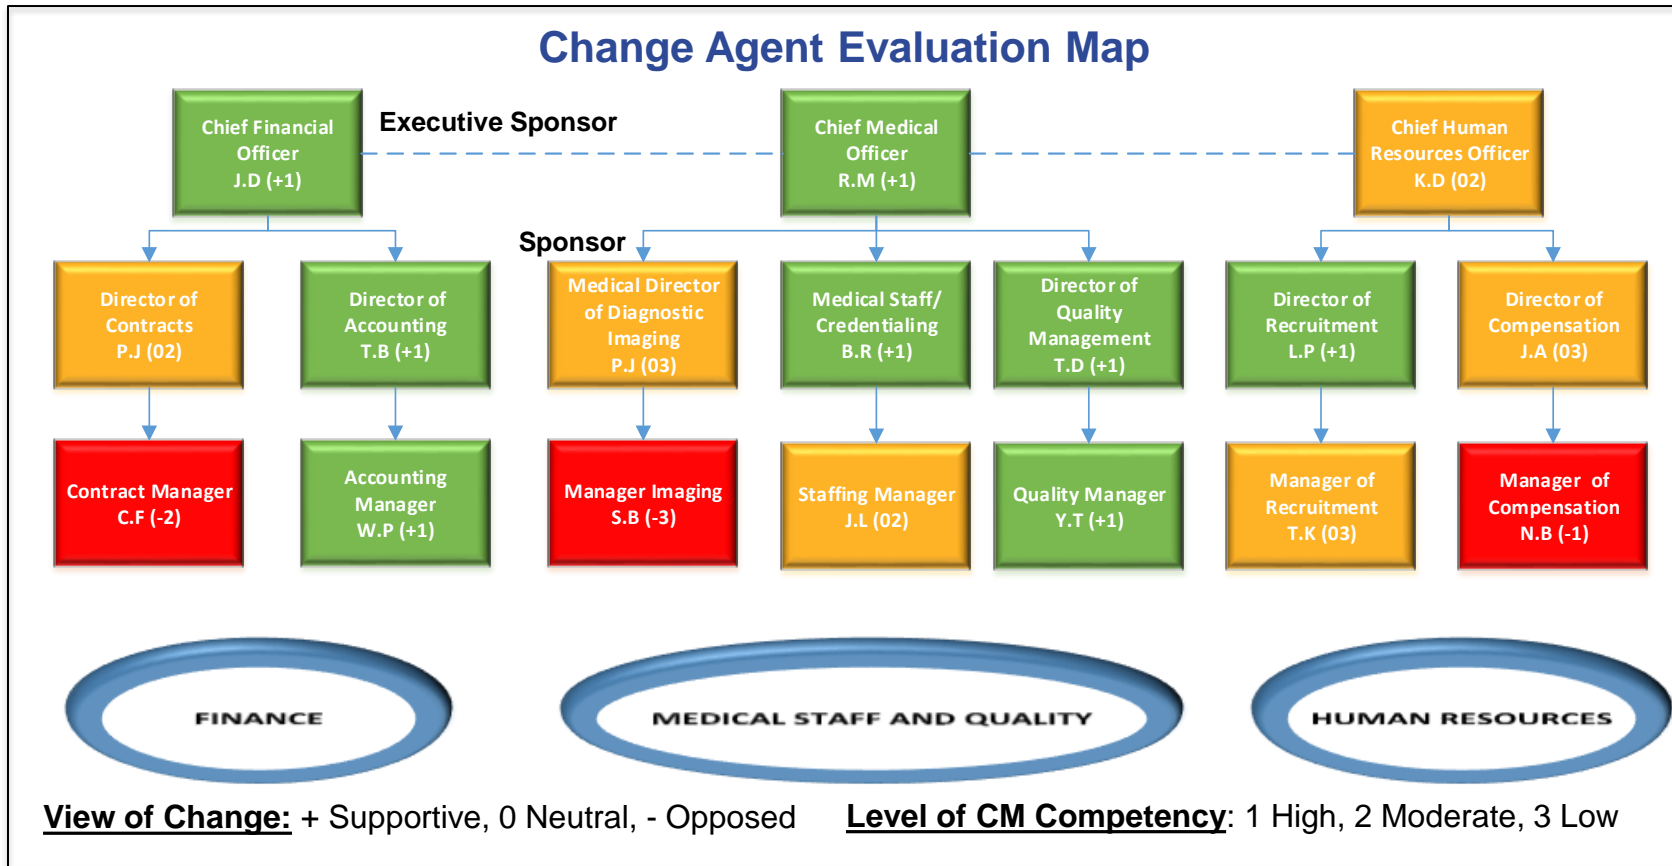 Change Agent Evaluation Map
Chief Financial
Officer
J.D (+1)
Executive Sponsor
Chief Medical
Officer
R.M (+1)
Chief Human
Resources Officer
K.D (02)
Sponsor
Director of
Contracts
P.J (02)
Director of
Accounting
T.B (+1)
Medical Director
of Diagnostic
Imaging
P.J (03)
Medical Staff/
Credentialing
B.R (+1)
Director of
Quality
Management
T.D (+1)
Director of
Recruitment
L.P (+1)
Director of
Compensation
J.A (03)
Contract Manager
C.F (-2)
Accounting
Manager
W.P (+1)
Manager Imaging
S.B (-3)
Staffing Manager
J.L (02)
Quality Manager
Y.T (+1)
Manager of
Recruitment
T.K (03)
Manager of
Compensation
N.B (-1)
FINANCE
MEDICAL STAFF AND QUALITY
HUMAN RESOURCES
View of Change: + Supportive, 0 Neutral, - Opposed
Level of CM Competency: 1 High, 2 Moderate, 3 Low